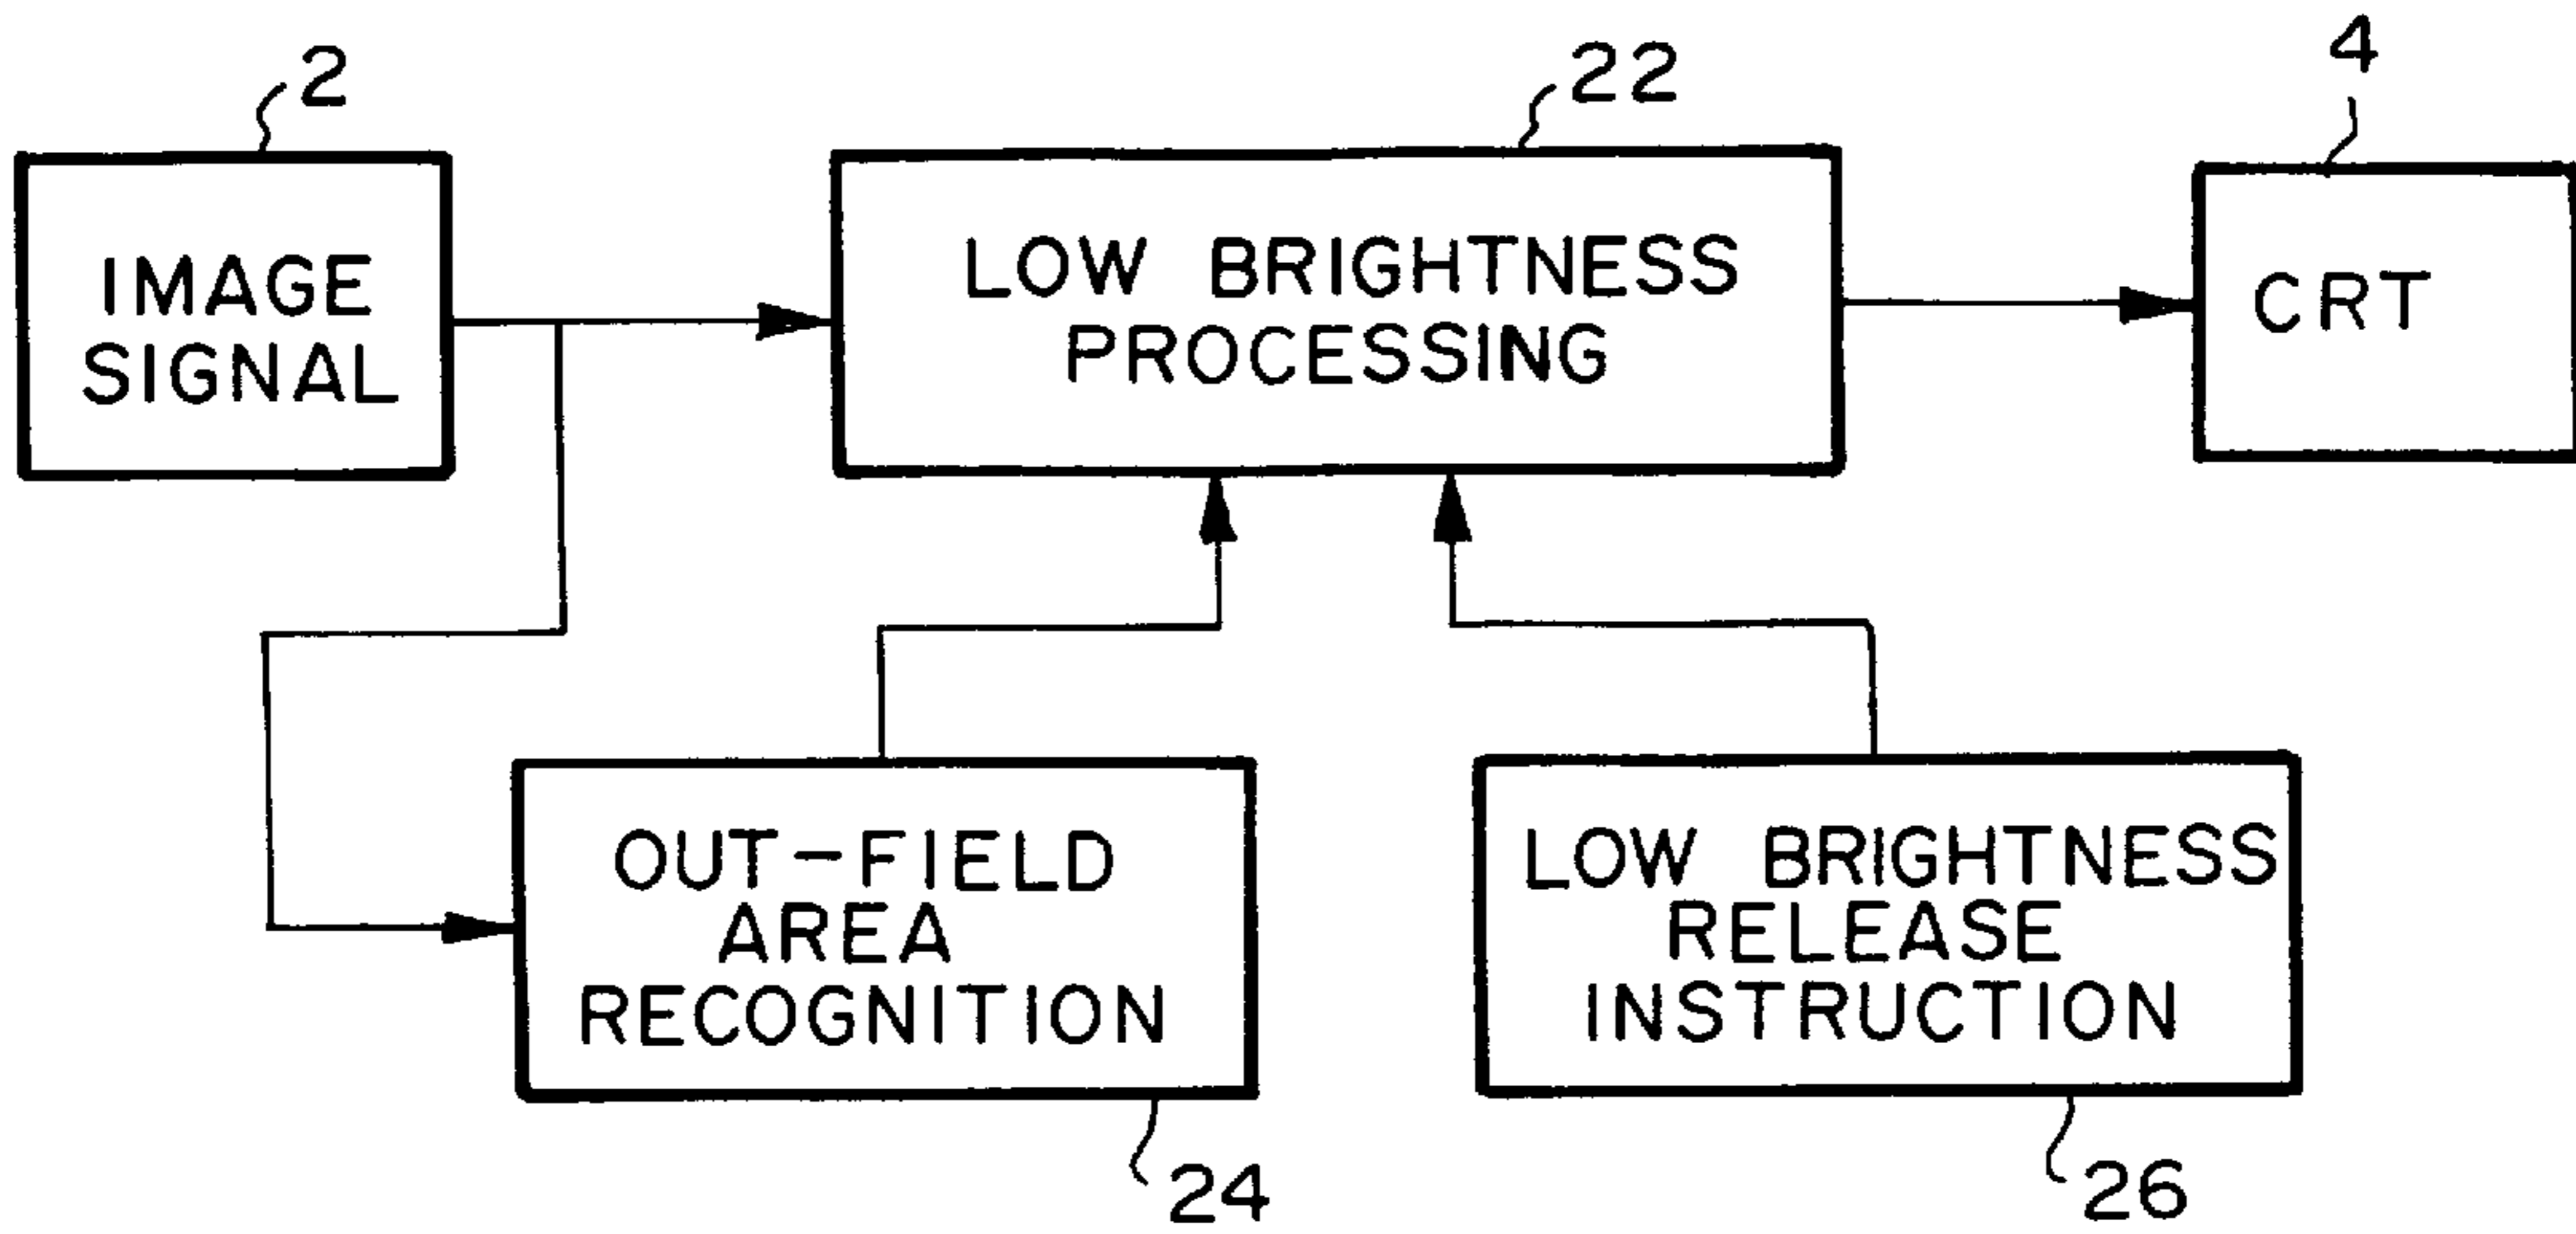 2
22
4
IMAGE
SIGNAL
LOW BRIGHTNESS
PROCESSING
CRT
OUT-FIELD
AREA
RECOGNITION
LOW BRIGHTNESS
RELEASE
INSTRUCTION
24
26